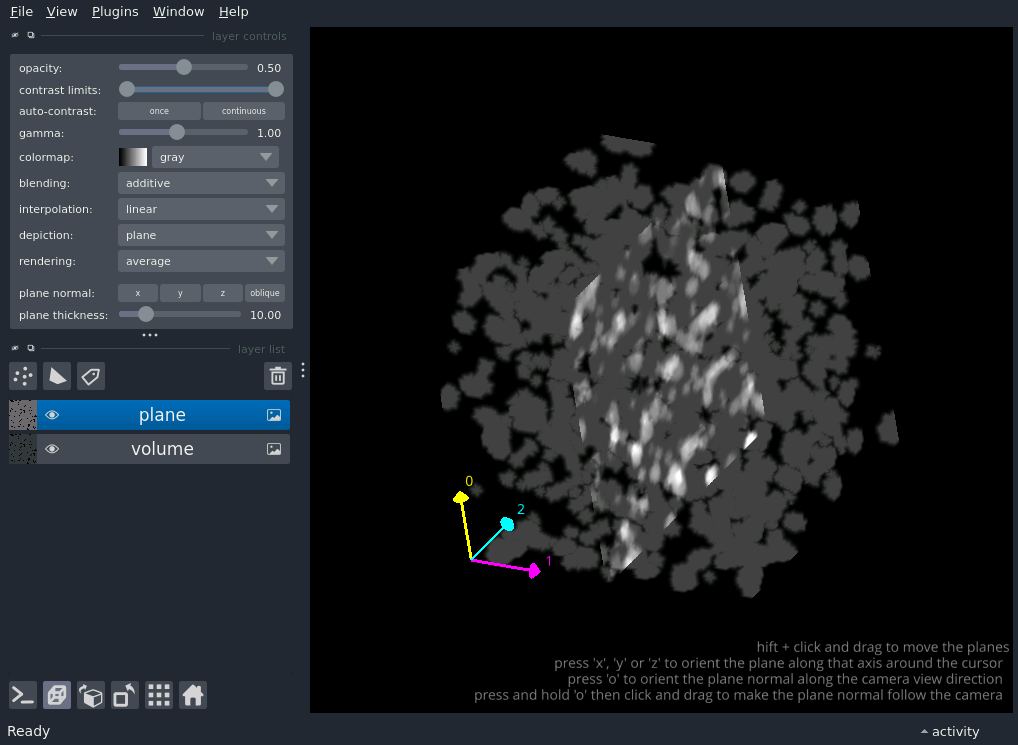 File View Plugins Window Help
layer controls
opacity: 0.50
contrast limits:
auto-contrast: once continuous
gamma: 1.00
colormap: gray
blending: additive
interpolation: linear
depiction: plane
rendering: average
plane normal: x y z oblique
plane thickness: 10.00
layer list
plane
volume
0
2
1
hift + click and drag to move the planes
press 'x', 'y' or 'z' to orient the plane along that axis around the cursor
press 'o' to orient the plane normal along the camera view direction
press and hold 'o' then click and drag to make the plane normal follow the camera
Ready activity